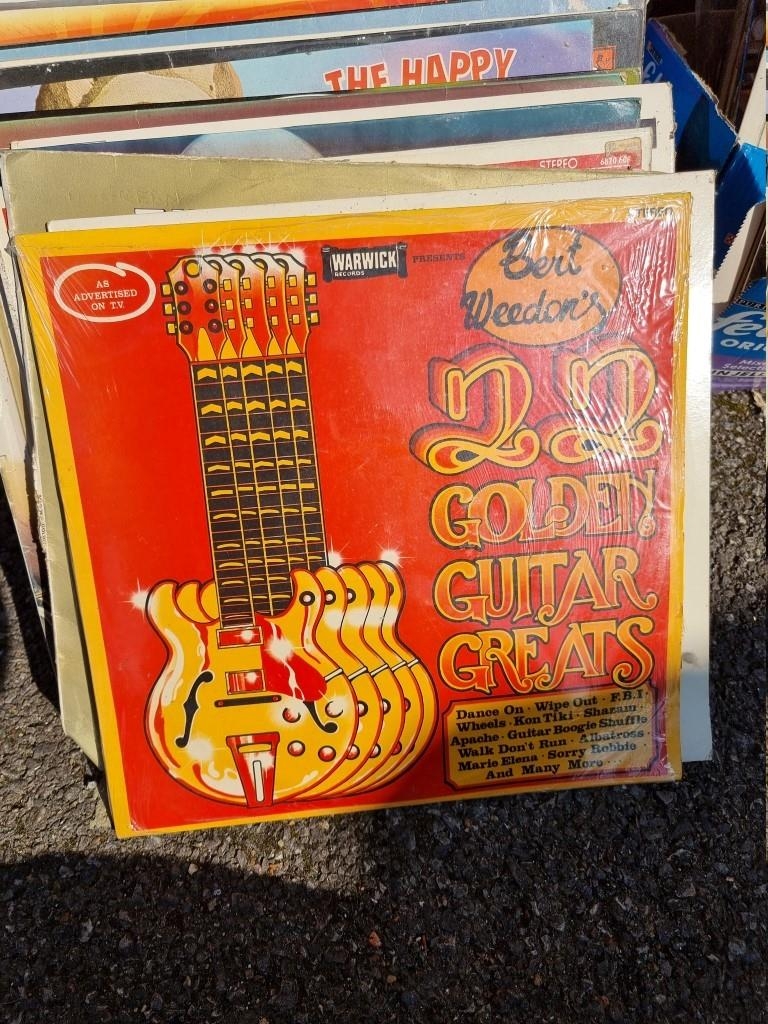 THE HAPPY
STEREO
AS
ADVERTISED
ON T.V.
WARWICK
RECORDS
PRESENTS
Bert
Weedon's
22
GOLDEN
GUITAR
GREATS
Dance On · Wipe Out · F.B.I.
Wheels · Kon Tiki · Shazam ·
Apache · Guitar Boogie Shuffle
Walk Don't Run · Albatross
Marie Elena · Sorry Robbie ·
And Many More ...